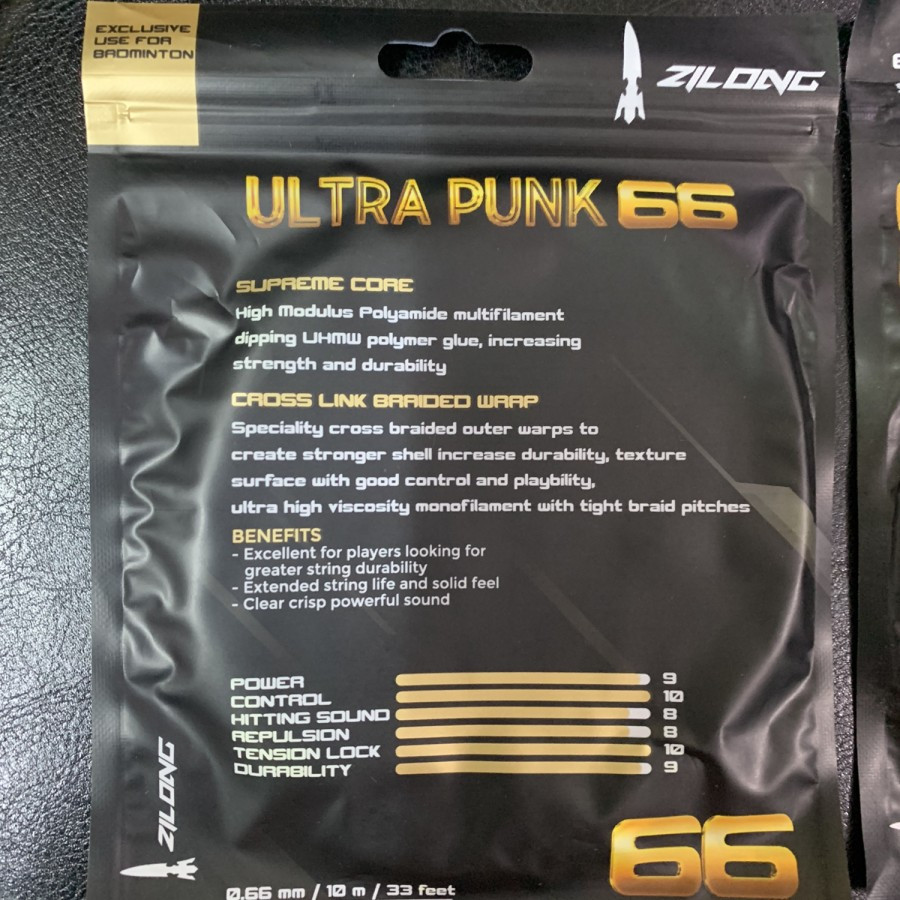 EXCLUSIVE
USE FOR
BADMINTON
ZILONG
ULTRA PUNK 66
SUPREME CORE
High Modulus Polyamide multifilament
dipping UHMW polymer glue, increasing
strength and durability
CROSS LINK BRAIDED WRAP
Speciality cross braided outer warps to
create stronger shell increase durability, texture
surface with good control and playbility,
ultra high viscosity monofilament with tight braid pitches
BENEFITS
- Excellent for players looking for
greater string durability
- Extended string life and solid feel
- Clear crisp powerful sound
POWER 9
CONTROL 10
HITTING SOUND 8
REPULSION 8
TENSION LOCK 10
DURABILITY 9
ZILONG
66
0.66 mm / 10 m / 33 feet